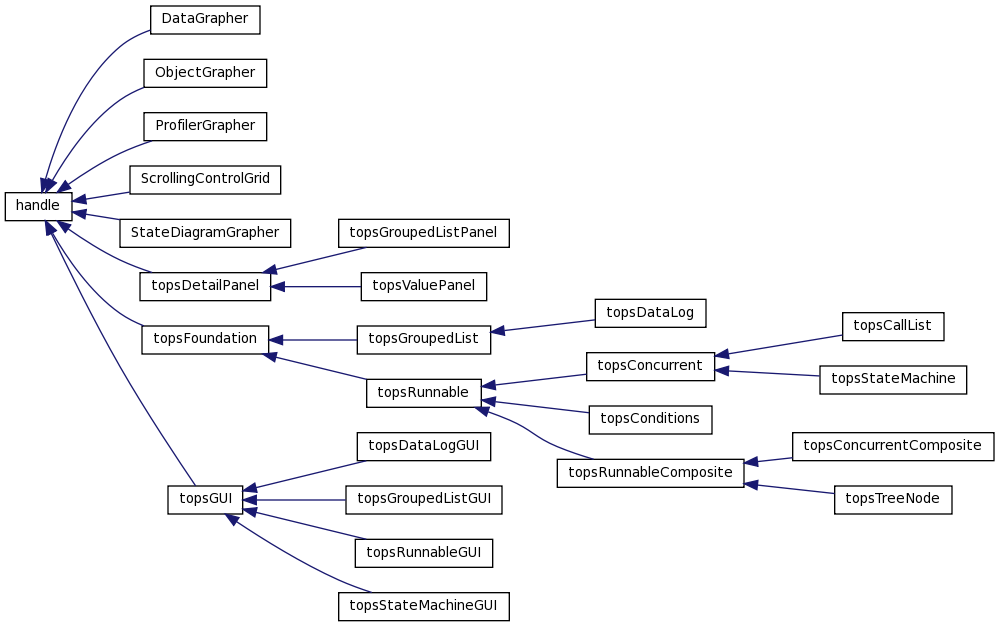 DataGrapher
ObjectGrapher
ProfilerGrapher
ScrollingControlGrid
handle
StateDiagramGrapher
topsGroupedListPanel
topsDetailPanel
topsValuePanel
topsDataLog
topsCallList
topsFoundation
topsGroupedList
topsConcurrent
topsStateMachine
topsRunnable
topsConditions
topsDataLogGUI
topsConcurrentComposite
topsRunnableComposite
topsGUI
topsGroupedListGUI
topsTreeNode
topsRunnableGUI
topsStateMachineGUI